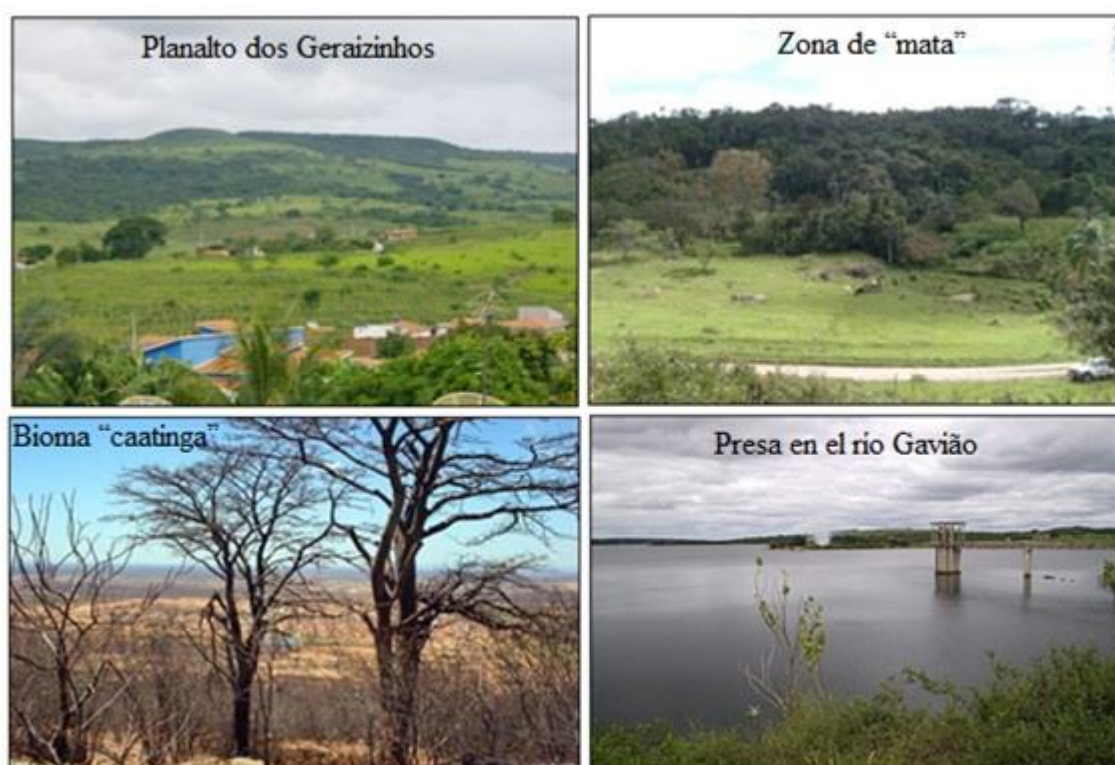 Planalto dos Geraizinhos
Zona de “mata”
Bioma “caatinga”
Presa en el rio Gavião